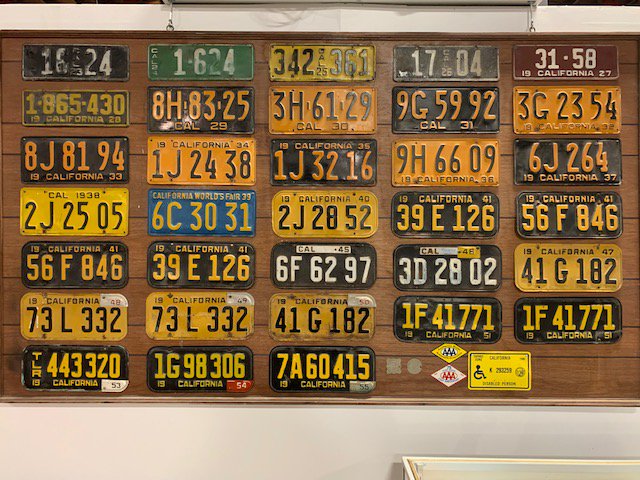 1·624
342 361
25
31·58
19 CALIFORNIA 27
1·865·430
19 CALIFORNIA 28
8H·83·25
CAL 29
3H·61·29
CAL 30
9G 59 92
CAL 31
3G 23 54
8J 81 94
19 CALIFORNIA 33
19 CALIFORNIA 34
1J 24 38
19 CALIFORNIA 35
1J 32 16
9H 66 09
19 CALIFORNIA 36
6J 264
19 CALIFORNIA 37
CAL 1938
2J 25 05
CALIFORNIA WORLD'S FAIR 39
6C 30 31
19 CALIFORNIA 40
2J 28 52
19 CALIFORNIA 41
39 E 126
19 CALIFORNIA 41
56 F 846
19 CALIFORNIA 41
56 F 846
19 CALIFORNIA 41
39 E 126
CAL 45
6F 62 97
CAL 46
3D 28 02
19 CALIFORNIA 47
41 G 182
19 CALIFORNIA 48
73 L 332
19 CALIFORNIA 49
73 L 332
19 CALIFORNIA 50
41 G 182
1F 41771
19 CALIFORNIA 51
1F 41771
19 CALIFORNIA 51
TLR 443 320
19 CALIFORNIA 53
1G 98 306
19 CALIFORNIA 54
7A 60 415
19 CALIFORNIA 55
AAA
AAA
CALIFORNIA
K 293259
DISABLED PERSON